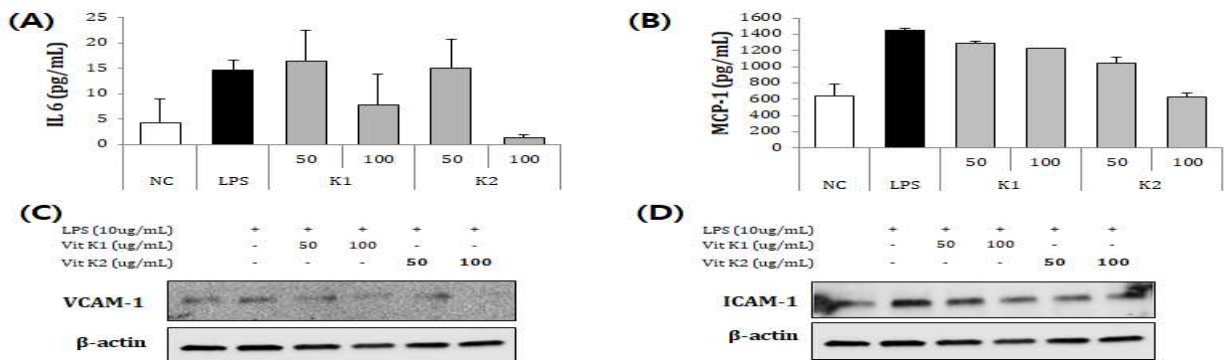 (A)
IL 6 (pg/mL)
25
20
15
10
5
0
50 100 50 100
NC LPS K1 K2
(B)
MCP-1 (pg/mL)
1600
1400
1200
1000
800
600
400
200
0
50 100 50 100
NC LPS K1 K2
(C)
LPS (10ug/mL) + + + + +
Vit K1 (ug/mL) - 50 100 - -
Vit K2 (ug/mL) - - - 50 100
VCAM-1
β-actin
(D)
LPS (10ug/mL) + + + + +
Vit K1 (ug/mL) - 50 100 - -
Vit K2 (ug/mL) - - - 50 100
ICAM-1
β-actin